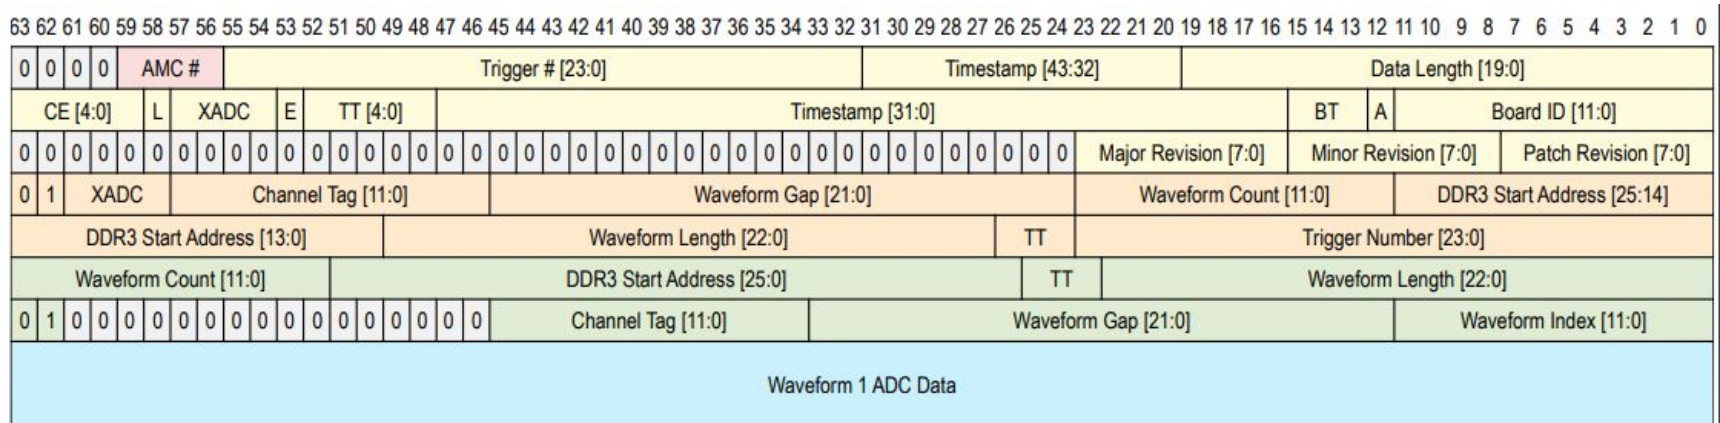 63 62 61 60 59 58 57 56 55 54 53 52 51 50 49 48 47 46 45 44 43 42 41 40 39 38 37 36 35 34 33 32 31 30 29 28 27 26 25 24 23 22 21 20 19 18 17 16 15 14 13 12 11 10 9 8 7 6 5 4 3 2 1 0
0 0 0 0 AMC # Trigger # [23:0] Timestamp [43:32] Data Length [19:0]
CE [4:0] L XADC E TT [4:0] Timestamp [31:0] BT A Board ID [11:0]
0 0 0 0 0 0 0 0 0 0 0 0 0 0 0 0 0 0 0 0 0 0 0 0 0 0 0 0 0 0 0 0 0 0 0 0 0 0 0 0 Major Revision [7:0] Minor Revision [7:0] Patch Revision [7:0]
0 1 XADC Channel Tag [11:0] Waveform Gap [21:0] Waveform Count [11:0] DDR3 Start Address [25:14]
DDR3 Start Address [13:0] Waveform Length [22:0] TT Trigger Number [23:0]
Waveform Count [11:0] DDR3 Start Address [25:0] TT Waveform Length [22:0]
0 1 0 0 0 0 0 0 0 0 0 0 0 0 0 0 0 0 Channel Tag [11:0] Waveform Gap [21:0] Waveform Index [11:0]
Waveform 1 ADC Data